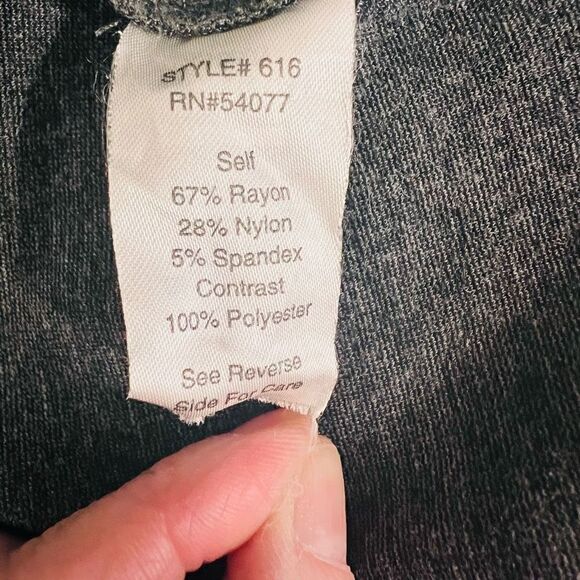 STYLE# 616
RN#54077
Self
67% Rayon
28% Nylon
5% Spandex
Contrast
100% Polyester
See Reverse
Side For Care